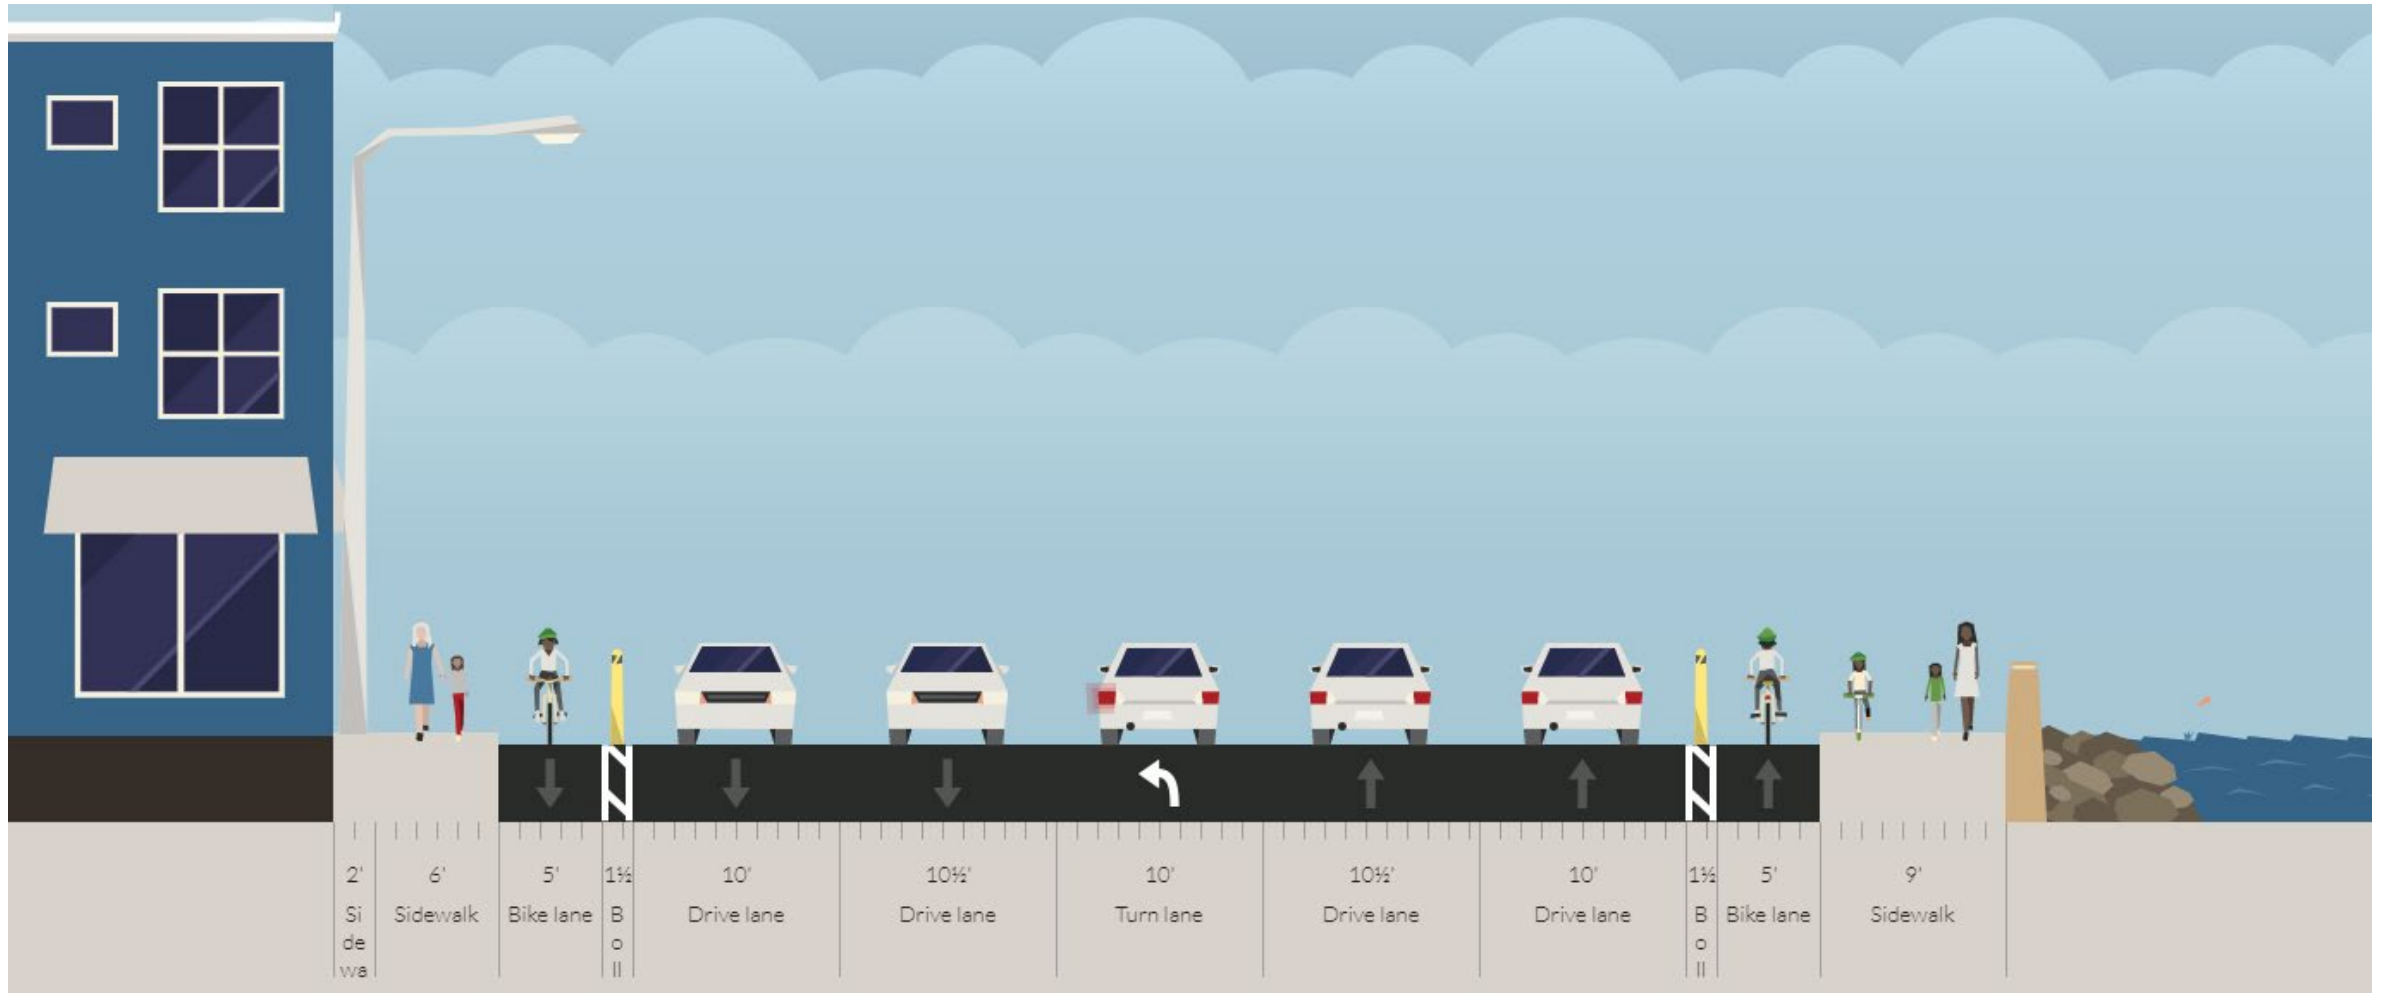 2' 6' 5' 1½ 10' 10½' 10' 10½' 10' 1½ 5' 9'
Si Sidewalk Bike lane B Drive lane Drive lane Turn lane Drive lane Drive lane B Bike lane Sidewalk
de o o
wa ll ll